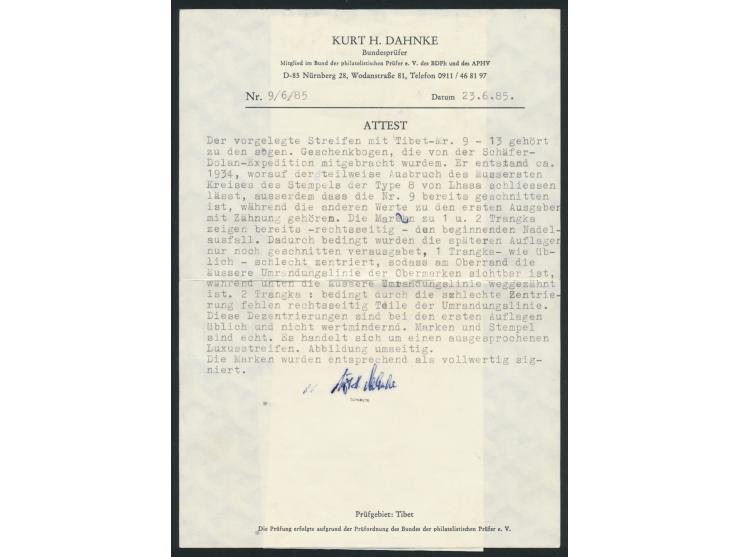 KURT H. DAHNKE
Bundesprüfer
Mitglied im Bund der philatelistischen Prüfer e. V. des BDPh und des APHV
D-85 Nürnberg 28, Wodanstraße 81, Telefon 0911 / 46 81 97
Nr. 9/6/85 Datum 23.6.85.
ATTEST
Der vorgelegte Streifen mit Tibet-Nr. 9 - 13 gehört
zu den sogen. Geschenkbogen, die von der Schäfer-
Dolan-Expedition mitgebracht wurdem. Er entstand ca.
1934, worauf der teilweise Ausbruch des äussersten
Kreises des Stempels der Type 8 von Lhasa schliessen
lässt, ausserdem dass die Nr. 9 bereits geschnitten
ist, während die anderen Werte zu den ersten Ausgaben
mit Zähnung gehören. Die Marken zu 1 u. 2 Trangka
zeigen bereits -rechtsseitig - den beginnenden Nadel-
ausfall. Dadurch bedingt wurden die späteren Auflagen
nur noch geschnitten verausgabt, 1 Trangka- wie üb-
lich - schlecht zentriert, sodass am Oberrand die
äussere Umrandungslinie der Obermarken sichtbar ist,
während unten die äussere Umrandungslinie weggezähnt
ist. 2 Trangka : bedingt durch die schlechte Zentrie-
rung fehlen rechtsseitig Teile der Umrandungslinie.
Diese Dezentrierungen sind bei den ersten Auflagen
üblich und nicht wertmindernd. Marken und Stempel
sind echt. Es handelt sich um einen ausgesprochenen
Luxusstreifen. Abbildung umseitig.
Die Marken wurden entsprechend als vollwertig sig-
niert.
Prüfgebiet: Tibet
Die Prüfung erfolgte aufgrund der Prüfordnung des Bundes der philatelistischen Prüfer e. V.